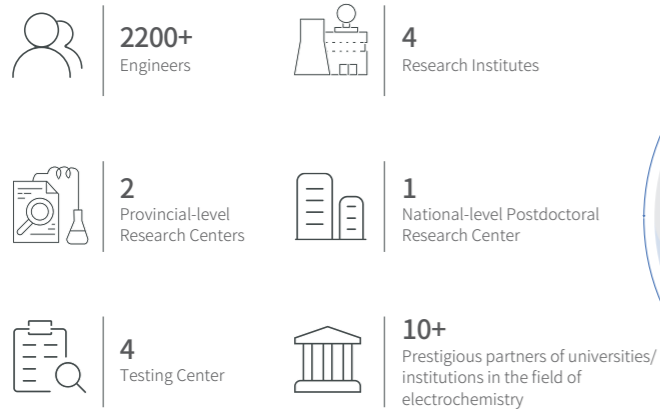 2200+
Engineers
4
Research Institutes
2
Provincial-level
Research Centers
1
National-level Postdoctoral
Research Center
4
Testing Center
10+
Prestigious partners of universities/
institutions in the field of
electrochemistry